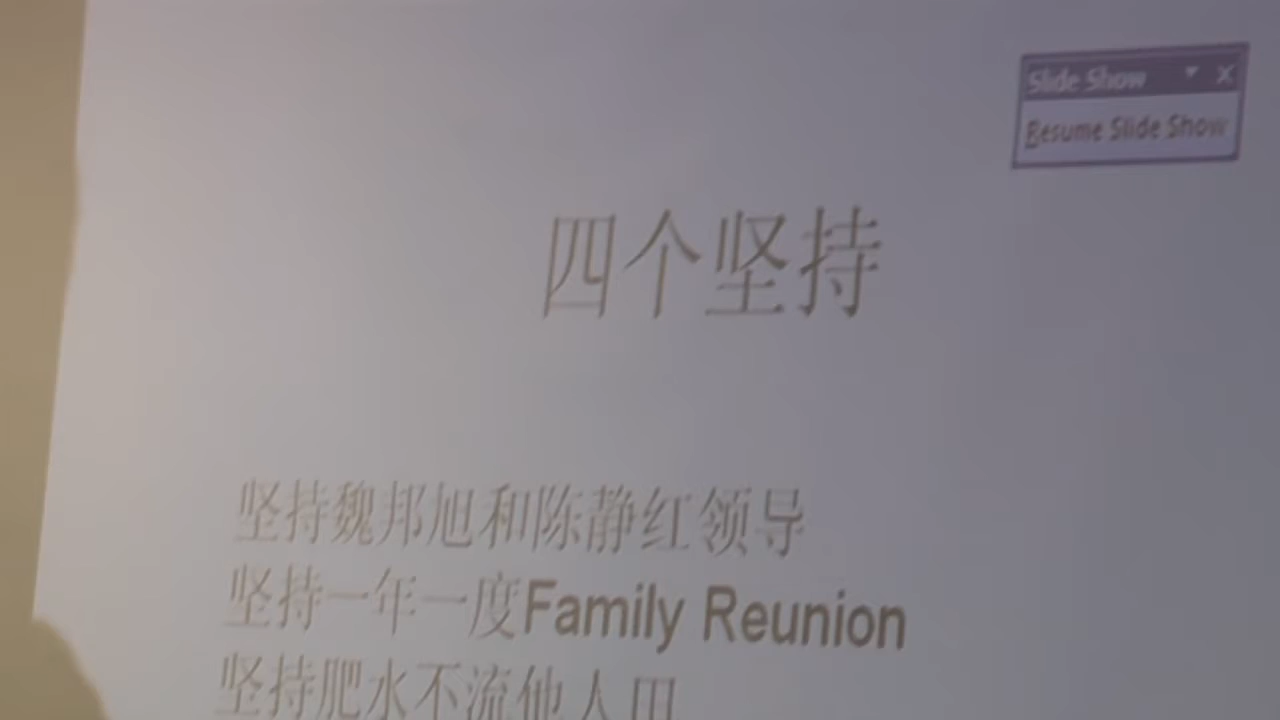 Slide Show
Resume Slide Show
四个坚持
坚持魏邦旭和陈静红领导
坚持一年一度Family Reunion
坚持肥水不流他人田